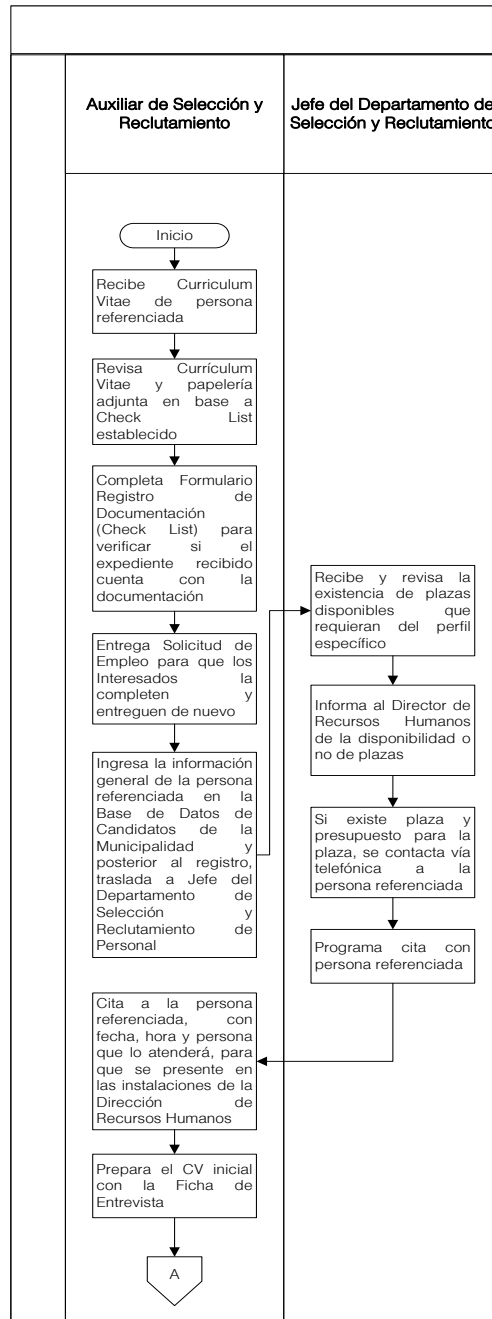 Auxiliar de Selección y
Reclutamiento
Jefe del Departamento de
Selección y Reclutamiento
Inicio
Recibe Curriculum
Vitae de persona
referenciada
Revisa Currículum
Vitae y papelería
adjunta en base a
Check List
establecido
Completa Formulario
Registro de
Documentación
(Check List) para
verificar si el
expediente recibido
cuenta con la
documentación
Entrega Solicitud de
Empleo para que los
Interesados la
completen y
entreguen de nuevo
Ingresa la información
general de la persona
referenciada en la
Base de Datos de
Candidatos de la
Municipalidad y
posterior al registro,
traslada a Jefe del
Departamento de
Selección y
Reclutamiento de
Personal
Recibe y revisa la
existencia de plazas
disponibles que
requieran del perfil
específico
Informa al Director de
Recursos Humanos
de la disponibilidad o
no de plazas
Si existe plaza y
presupuesto para la
plaza, se contacta vía
telefónica a la
persona referenciada
Programa cita con
persona referenciada
Cita a la persona
referenciada, con
fecha, hora y persona
que lo atenderá, para
que se presente en
las instalaciones de la
Dirección de
Recursos Humanos
Prepara el CV inicial
con la Ficha de
Entrevista
A